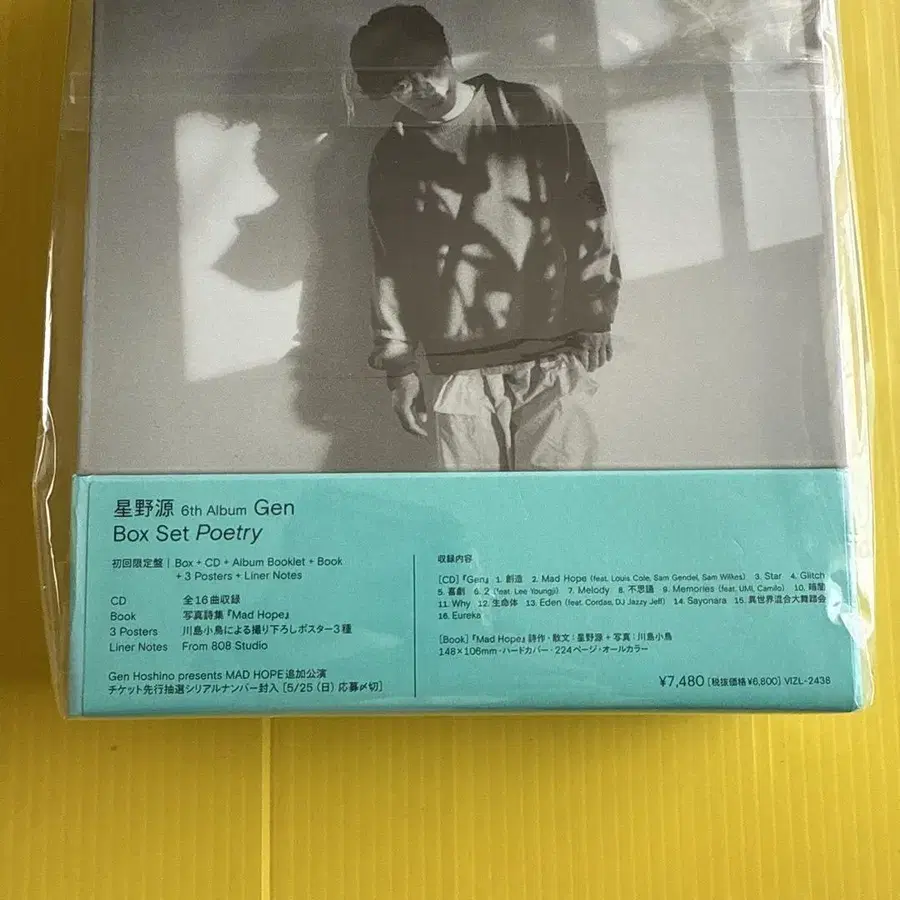 星野源 6th Album Gen
Box Set Poetry
初回限定盤 | Box + CD + Album Booklet + Book
+ 3 Posters + Liner Notes
CD 全16曲収録
Book 写真詩集『Mad Hope』
3 Posters 川島小鳥による撮り下ろしポスター3種
Liner Notes From 808 Studio
Gen Hoshino presents MAD HOPE 追加公演
チケット先行抽選シリアルナンバー封入 [5/25 (日) 応募〆切]
収録内容
[CD]『Gen』 1. 創造 2. Mad Hope (feat. Louis Cole, Sam Gendel, Sam Wilkes) 3. Star 4. Glitch
5. 喜劇 6. 2 (feat. Lee Youngji) 7. Melody 8. 不思議 9. Memories (feat. UMI, Camilo) 10. 暗闇
11. Why 12. 生命体 13. Eden (feat. Cordae, DJ Jazzy Jeff) 14. Sayonara 15. 異世界混合大舞踏会
16. Eureka
[Book]『Mad Hope』詩作・散文:星野源 + 写真:川島小鳥
148×106mm・ハードカバー・224ページ・オールカラー
¥7,480 [税抜価格 ¥6,800] VIZL-2438